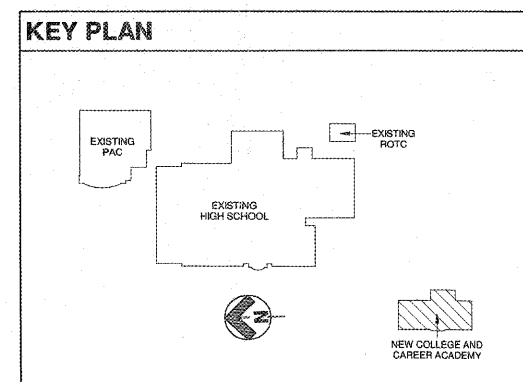 KEY PLAN
EXISTING
PAC
EXISTING
ROTC
EXISTING
HIGH SCHOOL
N
NEW COLLEGE AND
CAREER ACADEMY